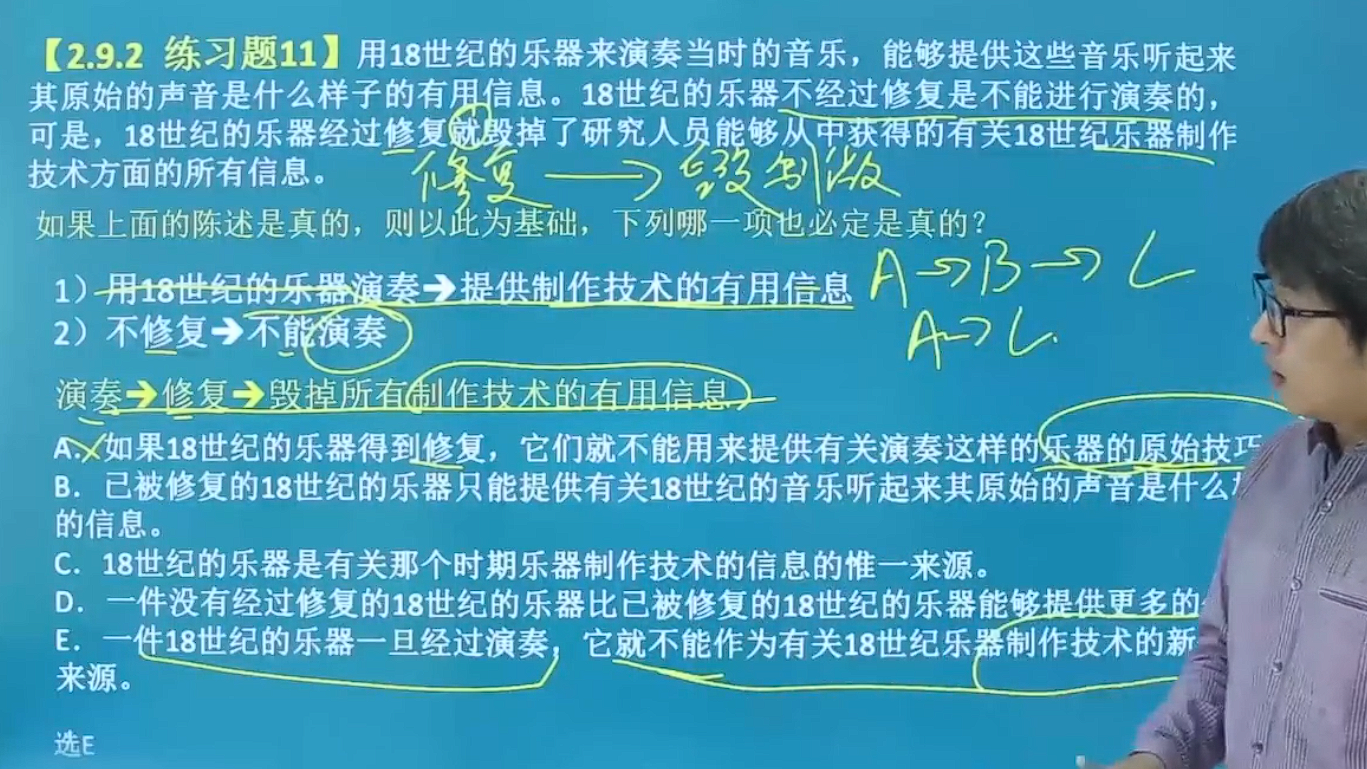 【2.9.2 练习题11】用18世纪的乐器来演奏当时的音乐，能够提供这些音乐听起来
其原始的声音是什么样子的有用信息。18世纪的乐器不经过修复是不能进行演奏的，
可是，18世纪的乐器经过修复就毁掉了研究人员能够从中获得的有关18世纪乐器制作
技术方面的所有信息。
修复→毁制做
如果上面的陈述是真的，则以此为基础，下列哪一项也必定是真的？
A→B→C
1）用18世纪的乐器演奏→提供制作技术的有用信息
A→C.
2）不修复→不能演奏
演奏→修复→毁掉所有制作技术的有用信息
A. 如果18世纪的乐器得到修复，它们就不能用来提供有关演奏这样的乐器的原始技巧
B. 已被修复的18世纪的乐器只能提供有关18世纪的音乐听起来其原始的声音是什么
的信息。
C. 18世纪的乐器是有关那个时期乐器制作技术的信息的惟一来源。
D. 一件没有经过修复的18世纪的乐器比已被修复的18世纪的乐器能够提供更多的
E. 一件18世纪的乐器一旦经过演奏，它就不能作为有关18世纪乐器制作技术的新
来源。
选E